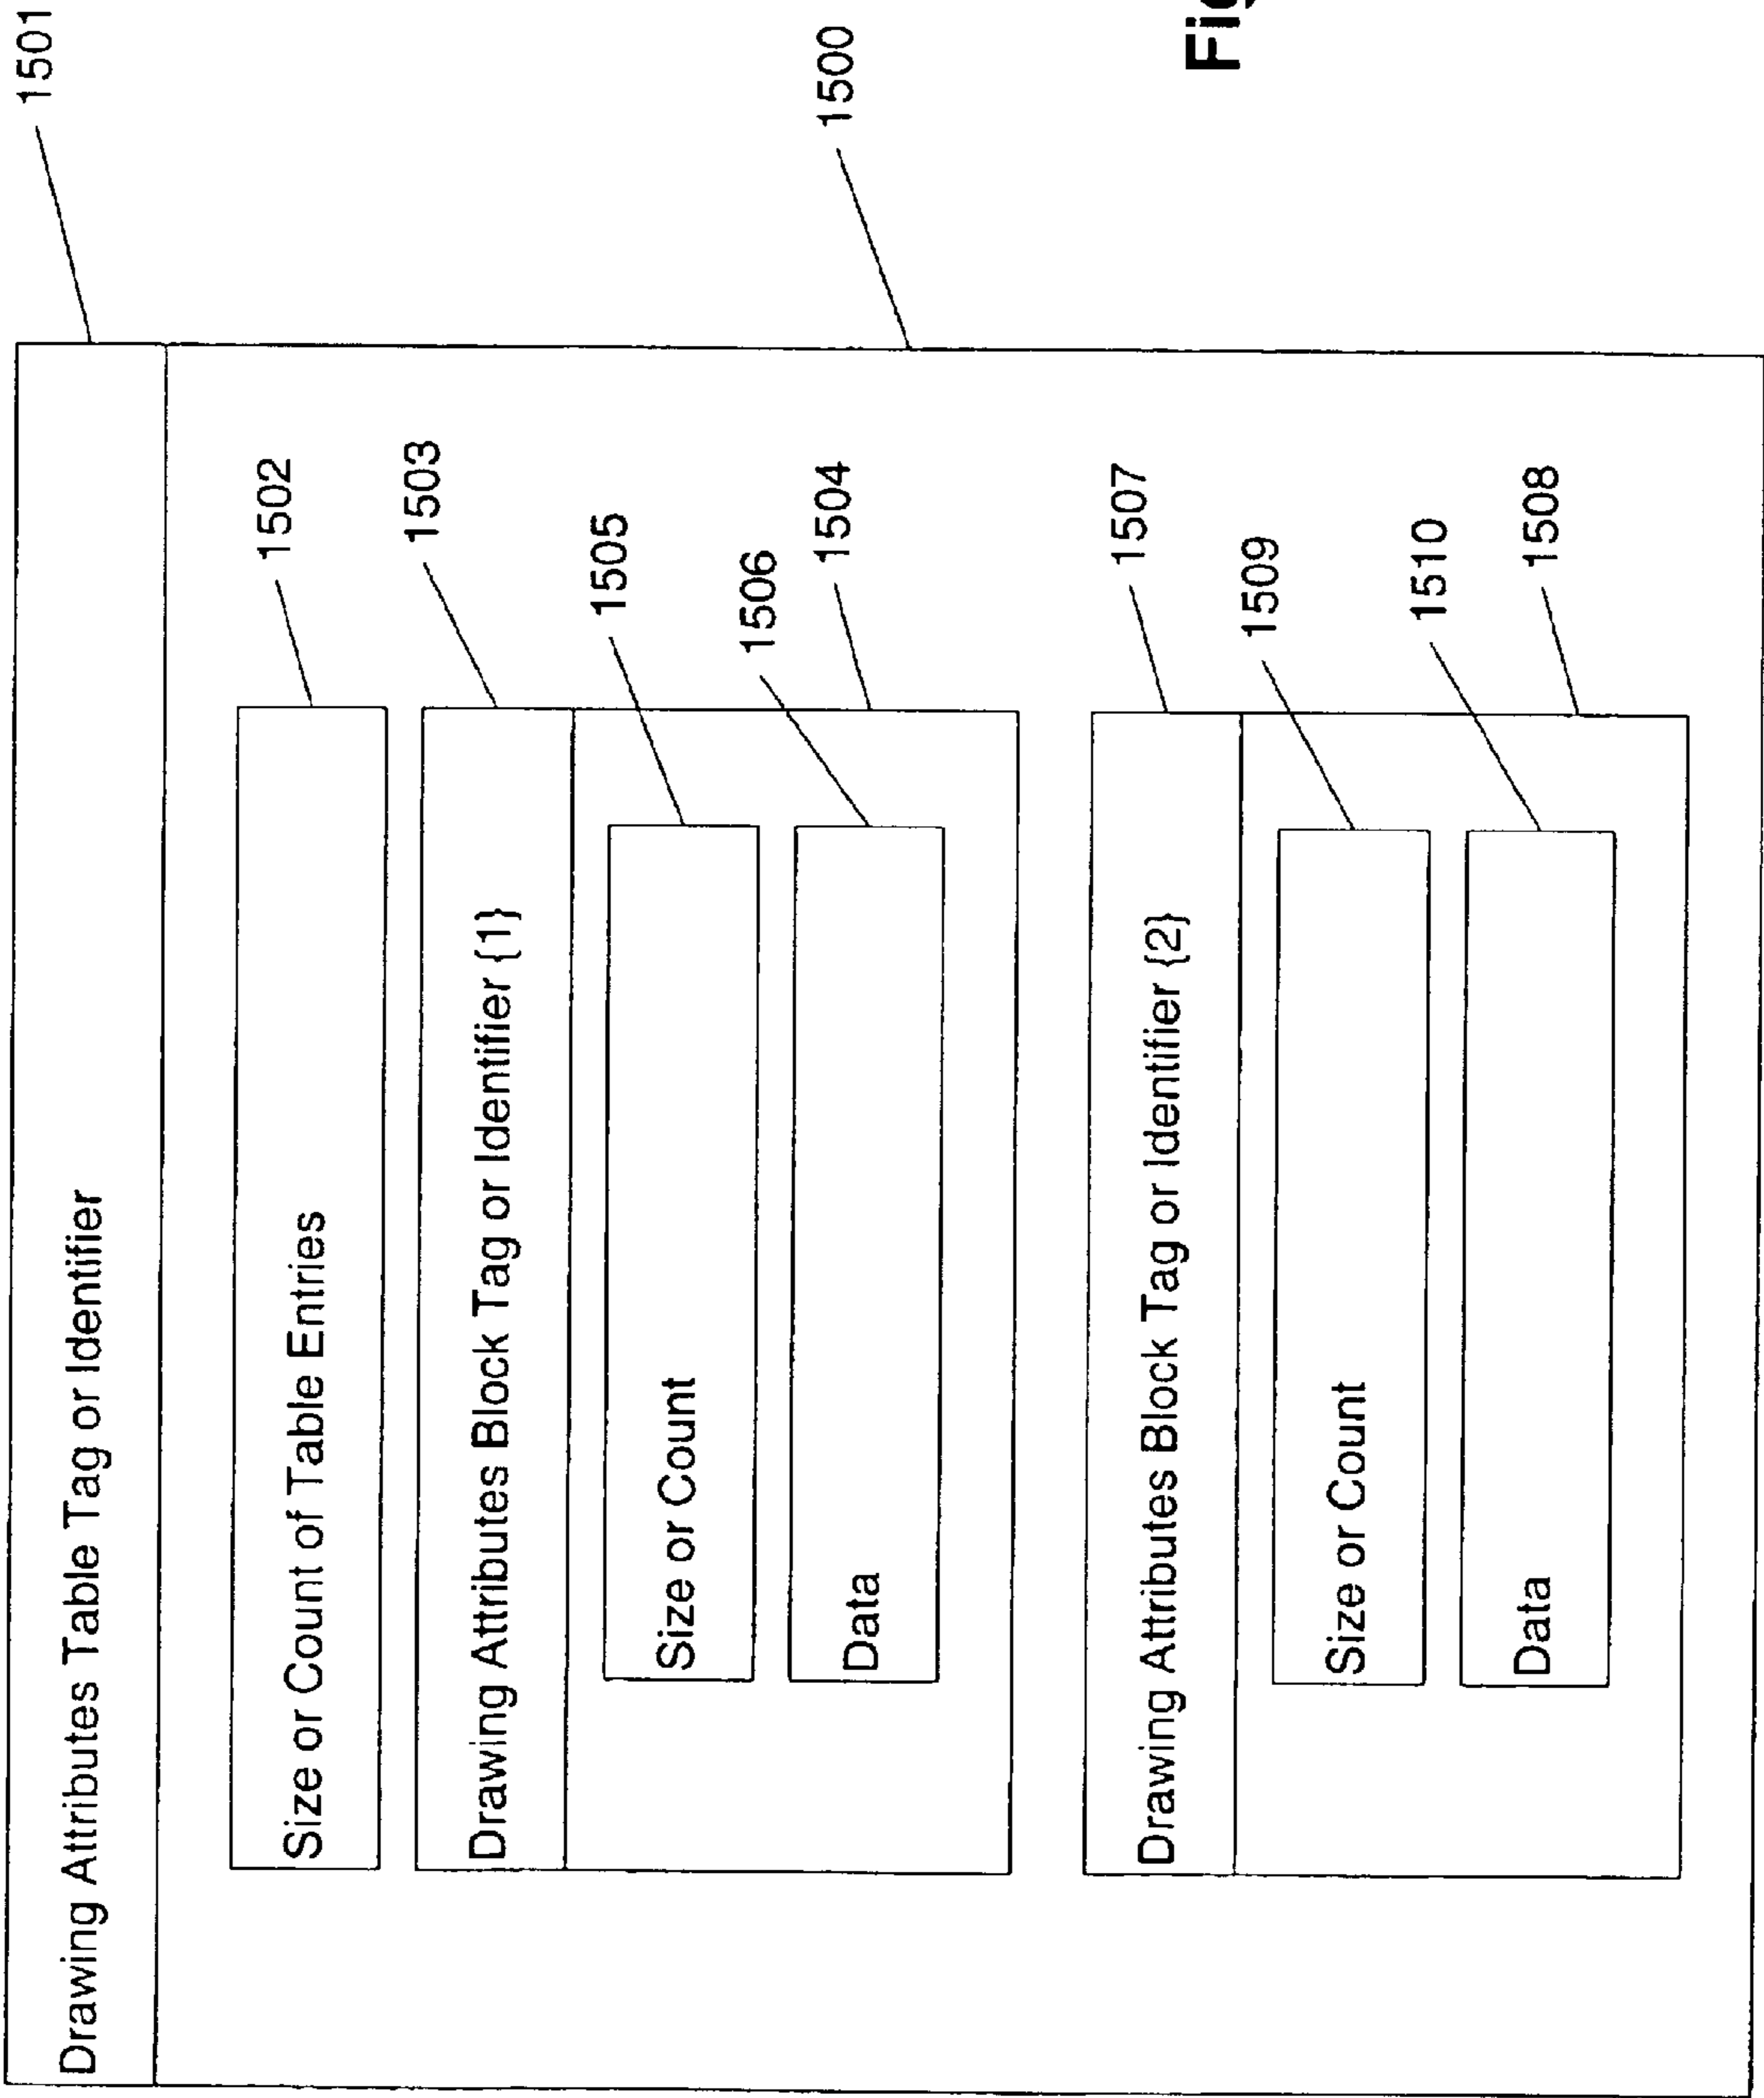 Drawing Attributes Table Tag or Identifier
1501
Size or Count of Table Entries
1502
Drawing Attributes Block Tag or Identifier {1}
1503
Size or Count
1505
Data
1506
1504
1500
Drawing Attributes Block Tag or Identifier {2}
1507
Size or Count
1509
Data
1510
1508